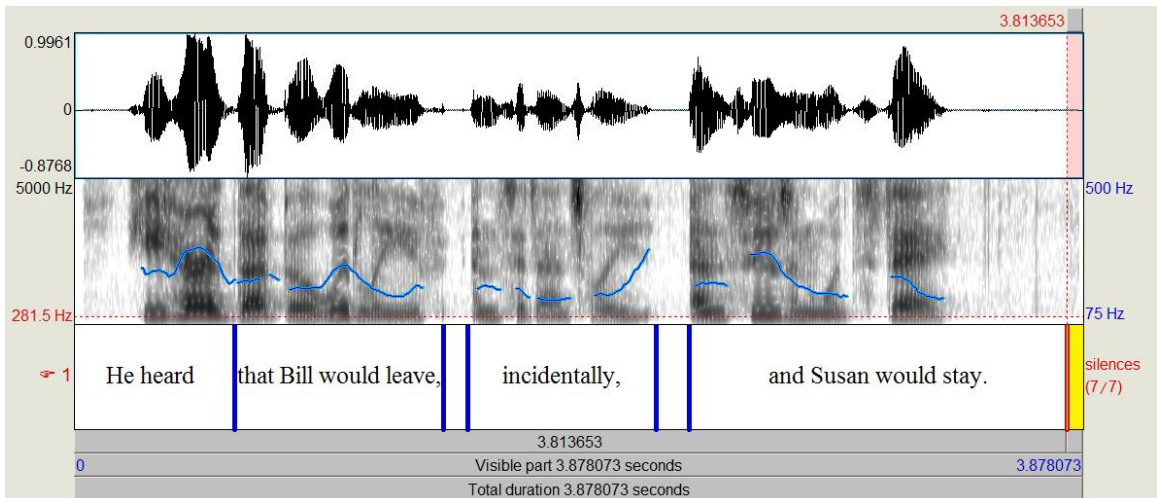 3.813653
0.9961
0
-0.8768
5000 Hz
500 Hz
281.5 Hz
75 Hz
☞ 1
He heard
that Bill would leave,
incidentally,
and Susan would stay.
silences
(7/7)
3.813653
0
Visible part 3.878073 seconds
3.878073
Total duration 3.878073 seconds